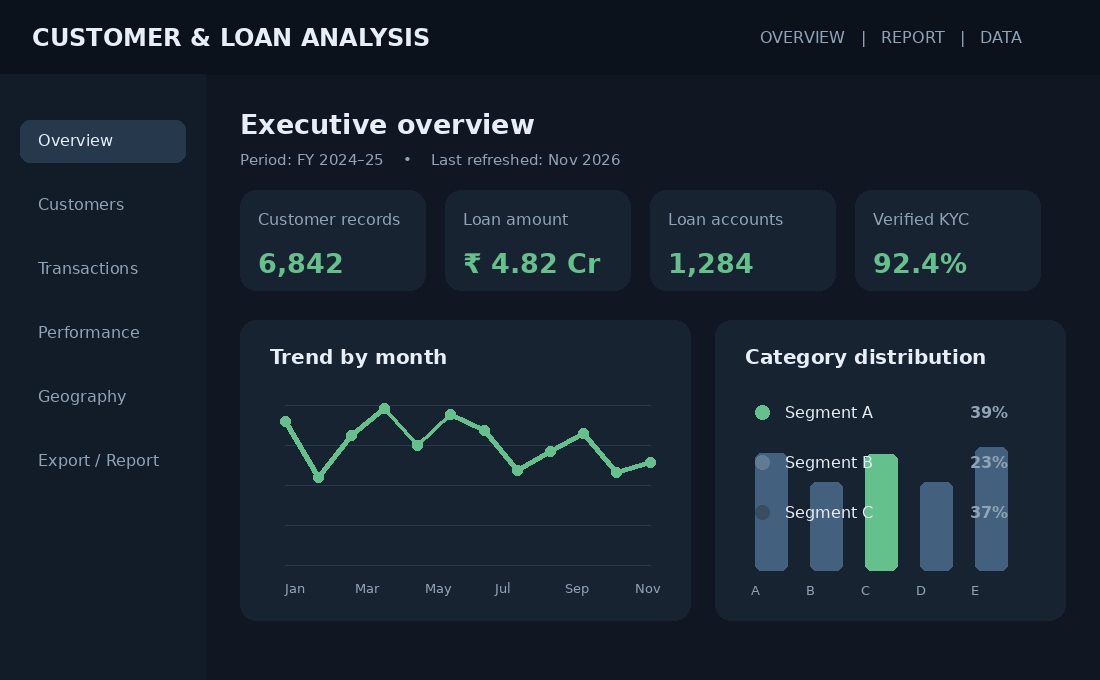 CUSTOMER & LOAN ANALYSIS
OVERVIEW | REPORT | DATA
Overview
Customers
Transactions
Performance
Geography
Export / Report
Executive overview
Period: FY 2024–25 • Last refreshed: Nov 2026
Customer records
6,842
Loan amount
₹ 4.82 Cr
Loan accounts
1,284
Verified KYC
92.4%
Trend by month
Jan Mar May Jul Sep Nov
Category distribution
Segment A 39%
Segment B 23%
Segment C 37%
A B C D E